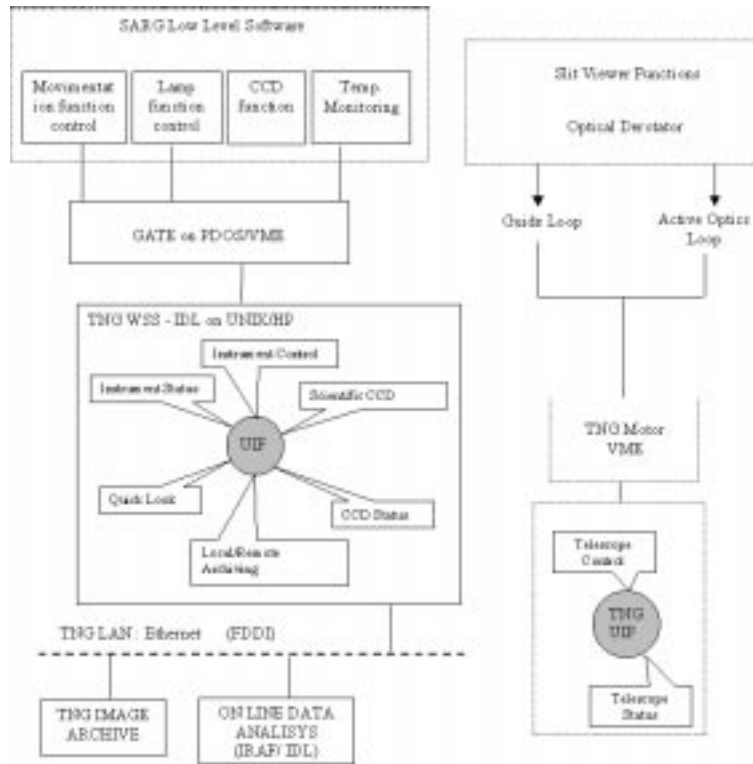 SARG Low Level Software
Movimentat
ion function
control
Lamp
function
control
CCD
function
Temp.
Monitoring
GATE on PDOS/VME
TNG WSS - IDL on UNIX/HP
Instrument Control
Instrument Status
Scientific CCD
UIF
Quick Look
CCD Status
Local/Remote
Archiving
TNG LAN : Ethernet (FDDI)
TNG IMAGE
ARCHIVE
ON LINE DATA
ANALISYS
(IRAF/ IDL)
Slit Viewer Functions
Optical Derotator
Guide Loop
Active Optics
Loop
TNG Motor
VME
Telescope
Control
TNG
UIF
Telescope
Status